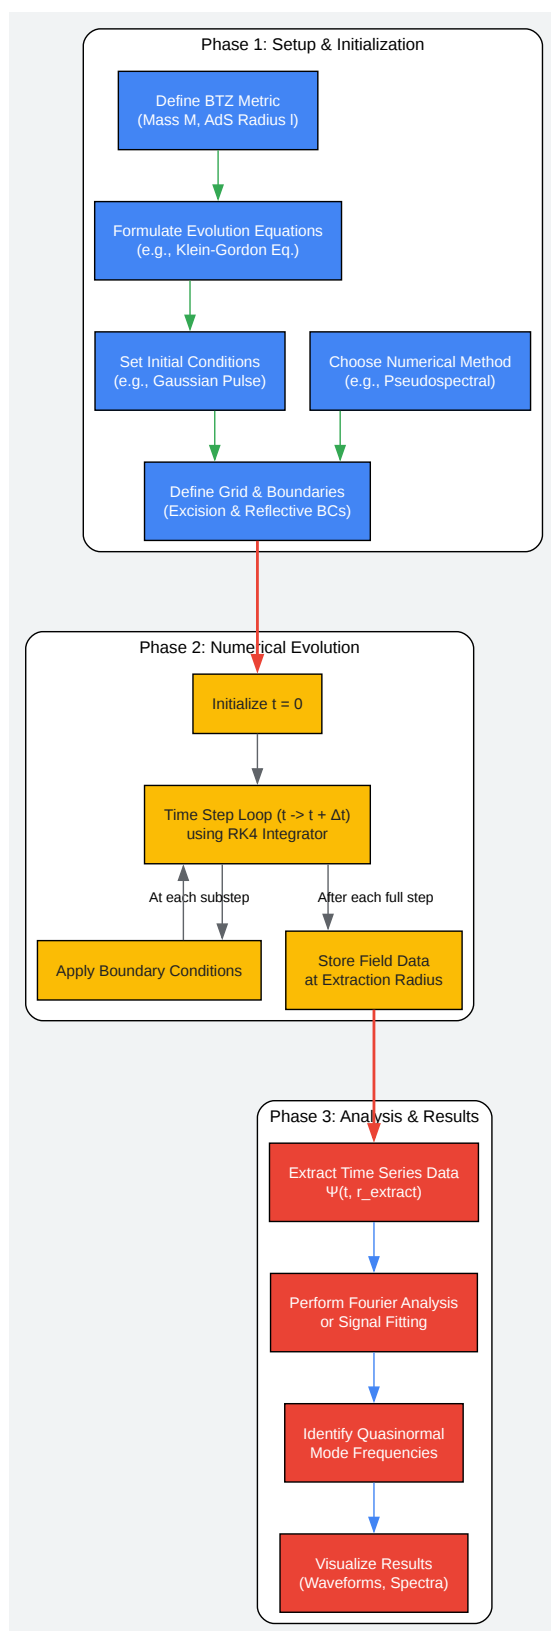 Phase 1: Setup & Initialization
Define BTZ Metric
(Mass M, AdS Radius l)
Formulate Evolution Equations
(e.g., Klein-Gordon Eq.)
Set Initial Conditions
(e.g., Gaussian Pulse)
Choose Numerical Method
(e.g., Pseudospectral)
Define Grid & Boundaries
(Excision & Reflective BCs)
Phase 2: Numerical Evolution
Initialize t = 0
Time Step Loop (t -> t + Δt)
using RK4 Integrator
At each substep
After each full step
Apply Boundary Conditions
Store Field Data
at Extraction Radius
Phase 3: Analysis & Results
Extract Time Series Data
Ψ(t, r_extract)
Perform Fourier Analysis
or Signal Fitting
Identify Quasinormal
Mode Frequencies
Visualize Results
(Waveforms, Spectra)